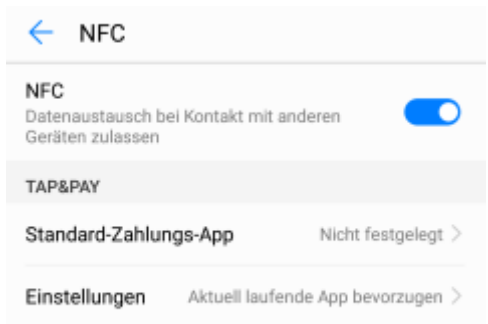 NFC
NFC
Datenaustausch bei Kontakt mit anderen
Geräten zulassen
TAP&PAY
Standard-Zahlungs-App Nicht festgelegt
Einstellungen Aktuell laufende App bevorzugen